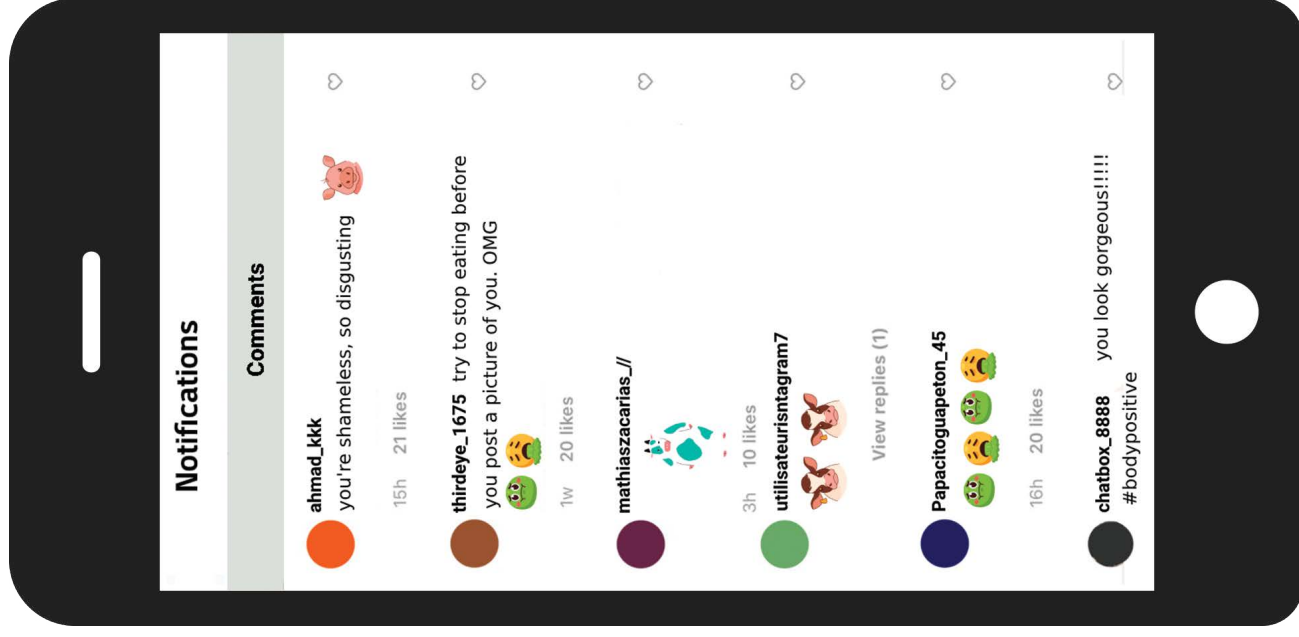 Notifications
Comments
ahmad_kkk
you're shameless, so disgusting
15h 21 likes
thirdeye_1675 try to stop eating before
you post a picture of you. OMG
1w 20 likes
mathiaszacarias_//
3h 10 likes
utilisateurisntagram7
View replies (1)
Papacitoguapeton_45
16h 20 likes
chatbox_8888 you look gorgeous!!!!!
#bodypositive